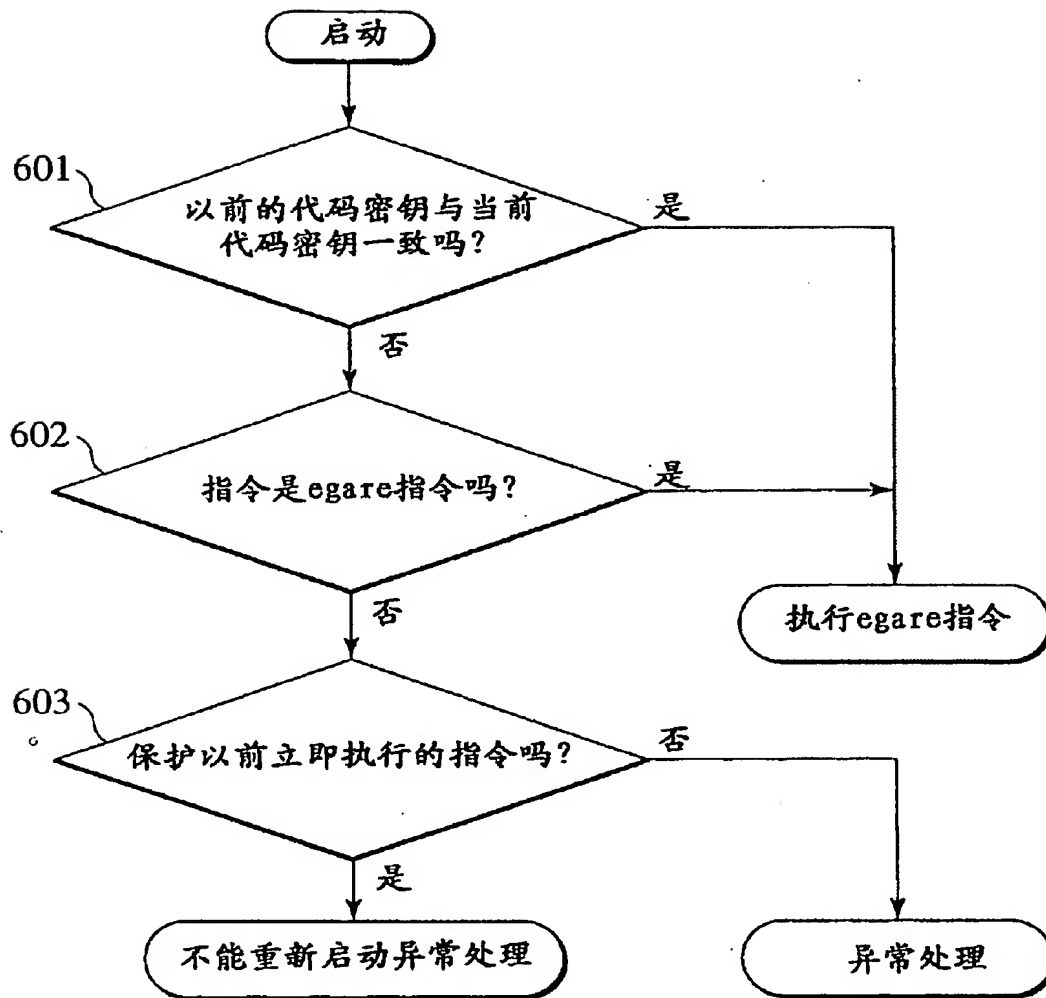 启动
601
以前的代码密钥与当前
代码密钥一致吗？
是
否
602
指令是egare指令吗？
是
否
执行egare指令
603
保护以前立即执行的指令吗？
否
是
不能重新启动异常处理
异常处理